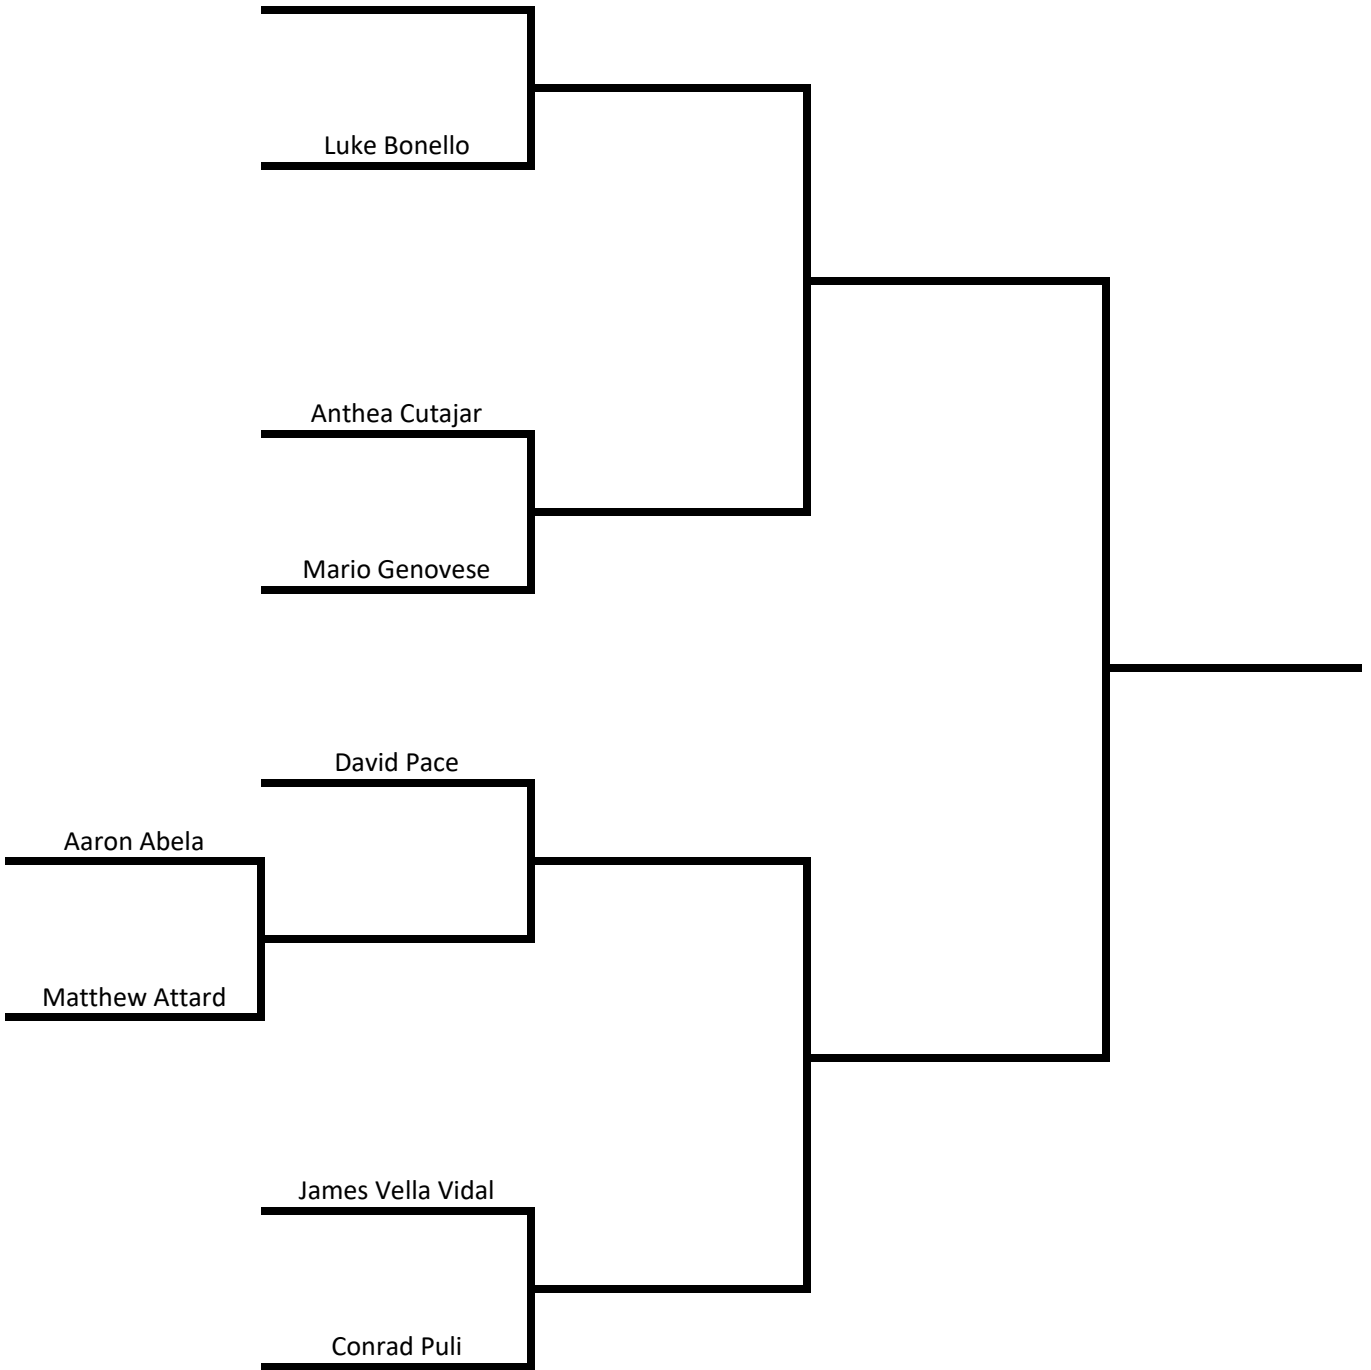 Luke Bonello
Anthea Cutajar
Mario Genovese
David Pace
Aaron Abela
Matthew Attard
James Vella Vidal
Conrad Puli